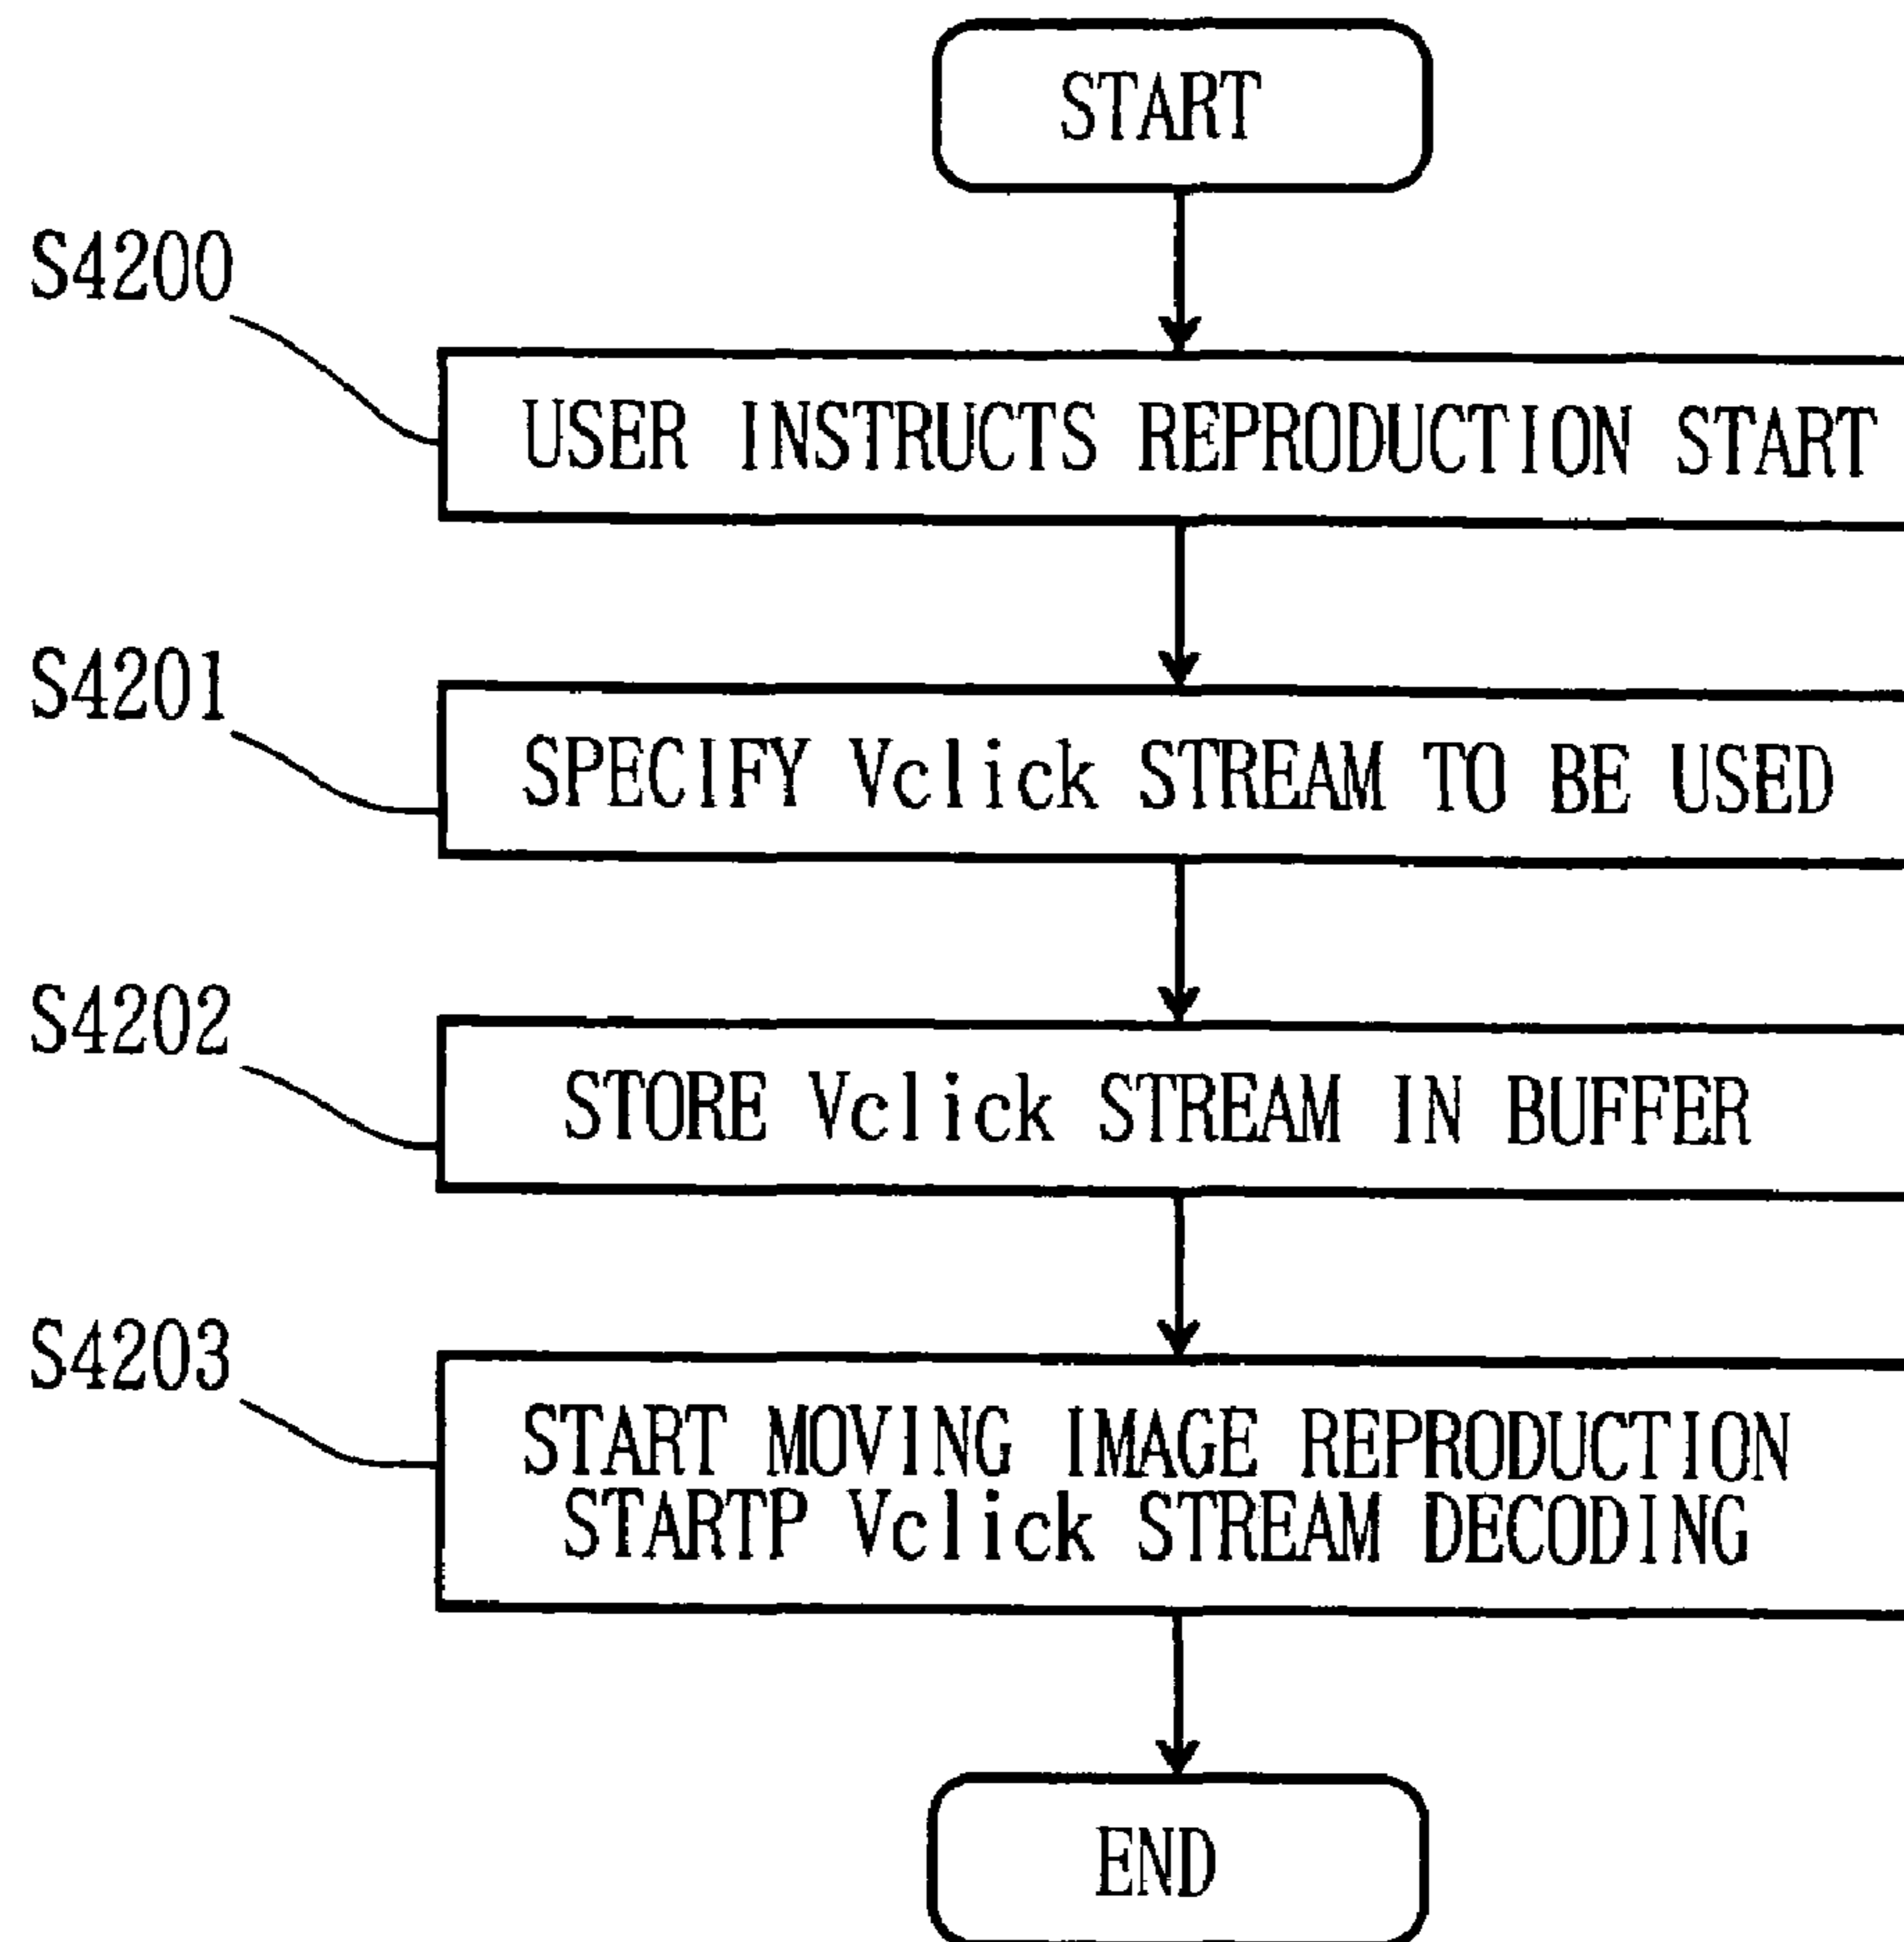 START
S4200
USER INSTRUCTS REPRODUCTION START
S4201
SPECIFY Vclick STREAM TO BE USED
S4202
STORE Vclick STREAM IN BUFFER
S4203
START MOVING IMAGE REPRODUCTION
STARTP Vclick STREAM DECODING
END